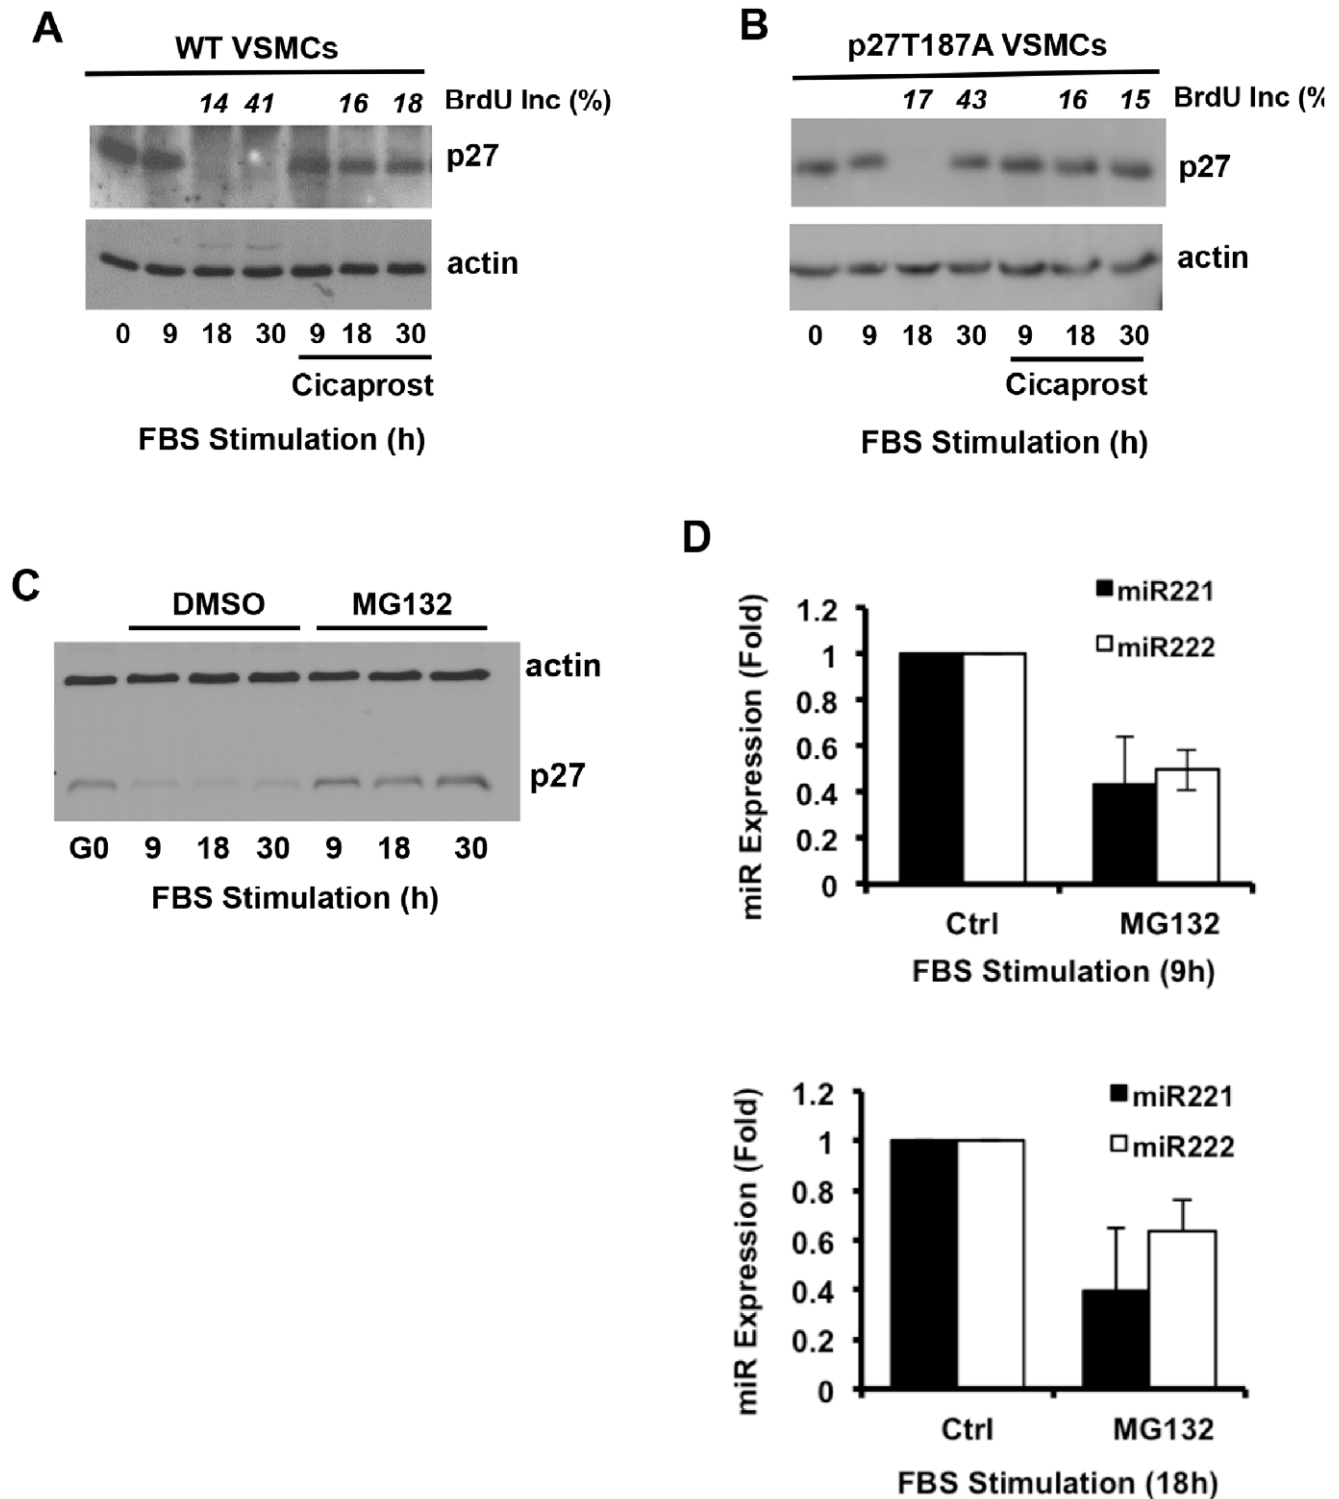 A
WT VSMCs
14 41 16 18 BrdU Inc (%)
p27
actin
0 9 18 30 9 18 30
Cicaprost
FBS Stimulation (h)
B
p27T187A VSMCs
17 43 16 15 BrdU Inc (%
p27
actin
0 9 18 30 9 18 30
Cicaprost
FBS Stimulation (h)
C
DMSO MG132
actin
p27
G0 9 18 30 9 18 30
FBS Stimulation (h)
D
miR221
miR222
miR Expression (Fold)
1.2
1
0.8
0.6
0.4
0.2
0
Ctrl MG132
FBS Stimulation (9h)
miR221
miR222
miR Expression (Fold)
1.2
1
0.8
0.6
0.4
0.2
0
Ctrl MG132
FBS Stimulation (18h)